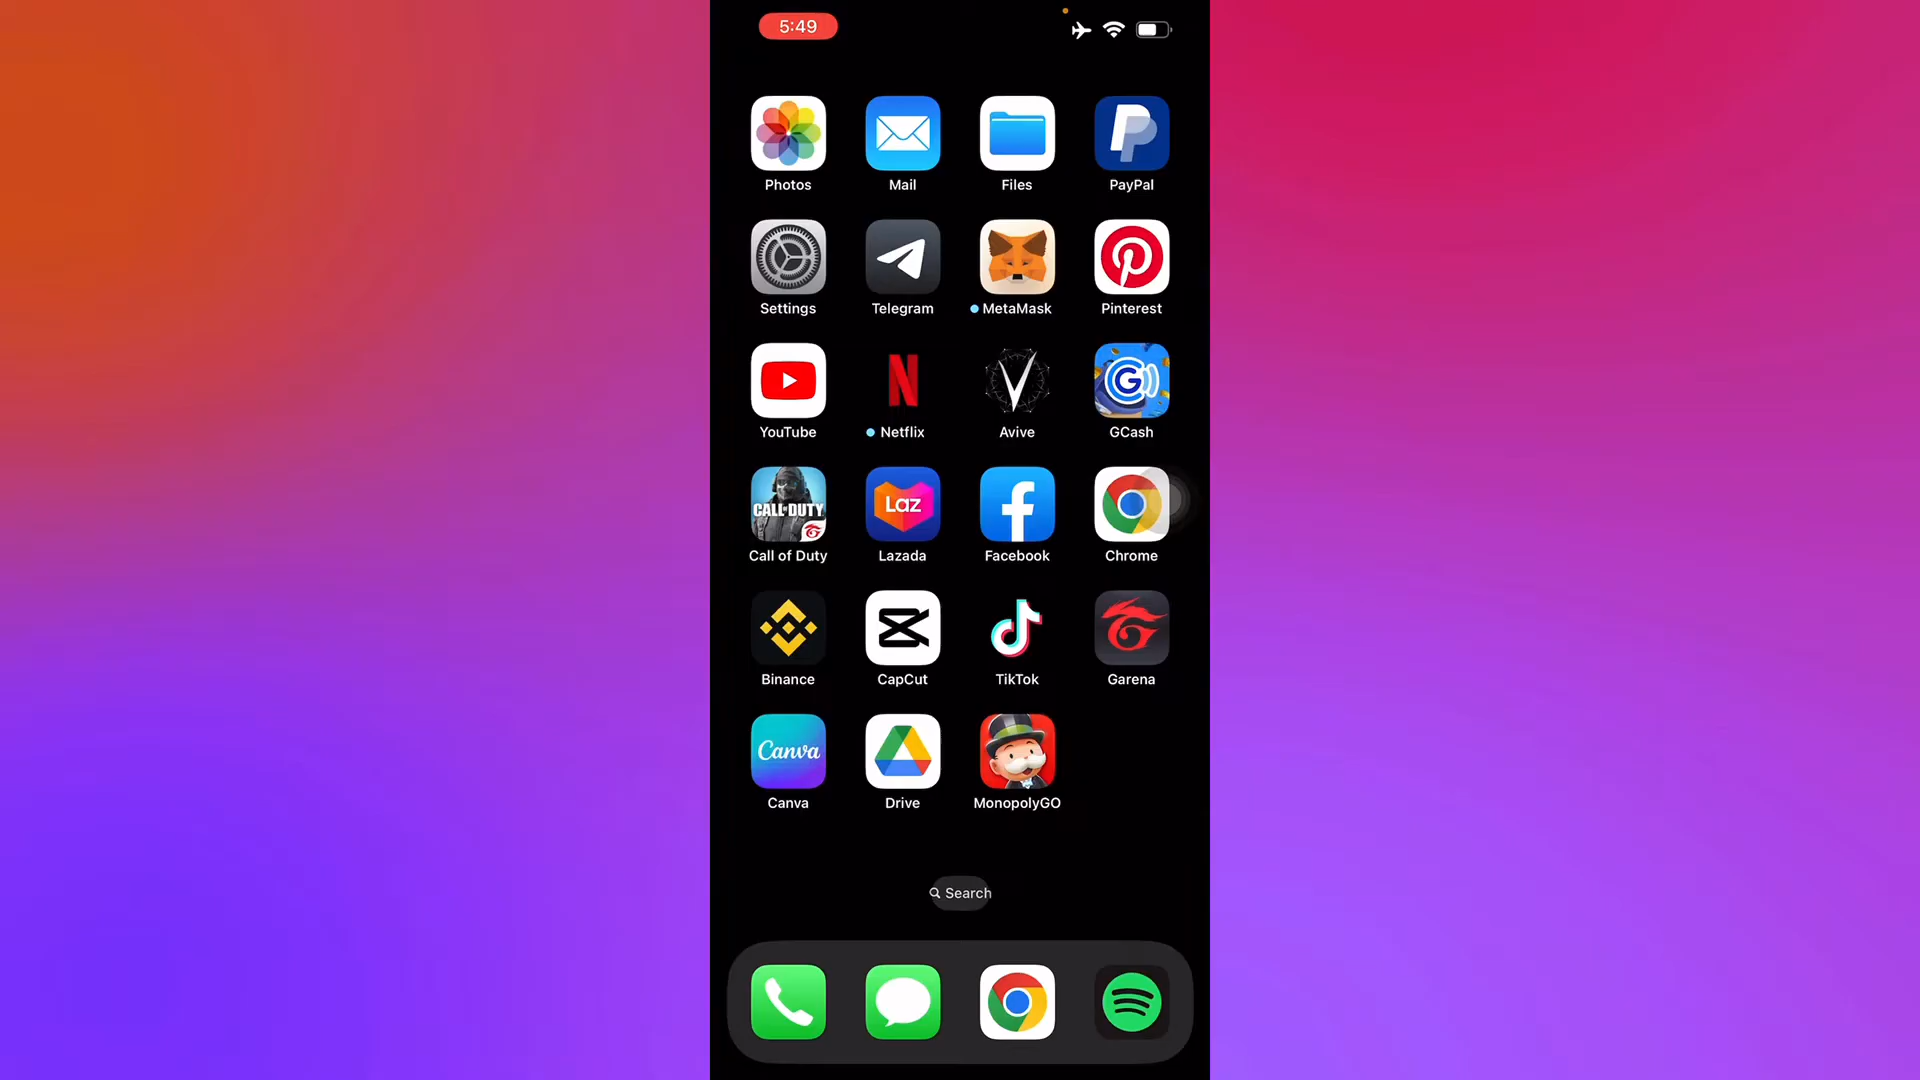 5:49
Photos
Mail
Files
PayPal
Settings
Telegram
MetaMask
Pinterest
YouTube
N
Netflix
Avive
G
GCash
CALL OF DUTY
Call of Duty
Laz
Lazada
Facebook
Chrome
Binance
CapCut
TikTok
Garena
Canva
Canva
Drive
MonopolyGO
Search